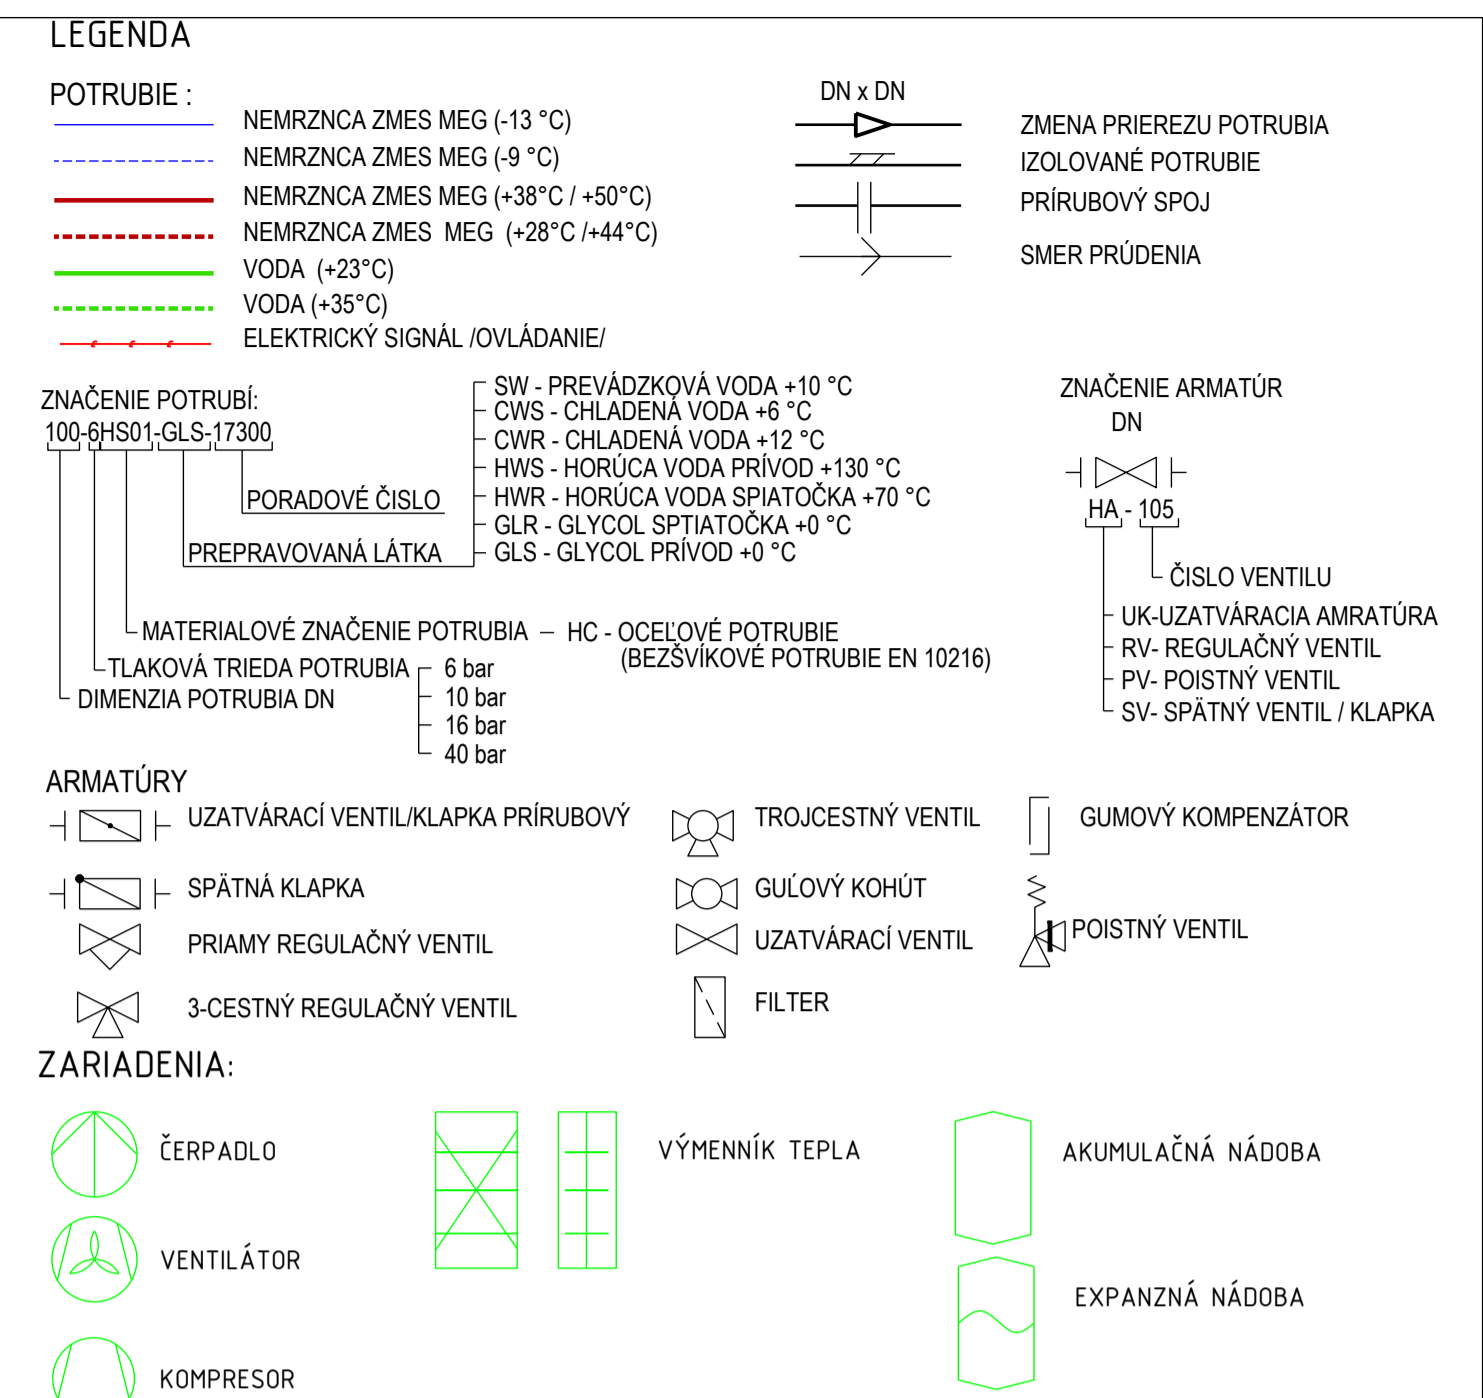 LEGENDA
POTRUBIE :
NEMRZNCA ZMES MEG (-13 °C)
NEMRZNCA ZMES MEG (-9 °C)
NEMRZNCA ZMES MEG (+38°C / +50°C)
NEMRZNCA ZMES MEG (+28°C /+44°C)
VODA (+23°C)
VODA (+35°C)
ELEKTRICKÝ SIGNÁL /OVLÁDANIE/
DN x DN
ZMENA PRIEREZU POTRUBIA
IZOLOVANÉ POTRUBIE
PRÍRUBOVÝ SPOJ
SMER PRÚDENIA
ZNAČENIE POTRUBÍ:
100-6HS01-GLS-17300
PORADOVÉ ČISLO
PREPRAVOVANÁ LÁTKA
SW - PREVÁDZKOVÁ VODA +10 °C
CWS - CHLADENÁ VODA +6 °C
CWR - CHLADENÁ VODA +12 °C
HWS - HORÚCA VODA PRÍVOD +130 °C
HWR - HORÚCA VODA SPIATOČKA +70 °C
GLR - GLYCOL SPTIATOČKA +0 °C
GLS - GLYCOL PRÍVOD +0 °C
MATERIALOVÉ ZNAČENIE POTRUBIA – HC - OCEĽOVÉ POTRUBIE
(BEZŠVÍKOVÉ POTRUBIE EN 10216)
TLAKOVÁ TRIEDA POTRUBIA
DIMENZIA POTRUBIA DN
6 bar
10 bar
16 bar
40 bar
ZNAČENIE ARMATÚR
DN
HA - 105
ČISLO VENTILU
UK-UZATVÁRACIA AMRATÚRA
RV- REGULAČNÝ VENTIL
PV- POISTNÝ VENTIL
SV- SPÄTNÝ VENTIL / KLAPKA
ARMATÚRY
UZATVÁRACÍ VENTIL/KLAPKA PRÍRUBOVÝ
SPÄTNÁ KLAPKA
PRIAMY REGULAČNÝ VENTIL
3-CESTNÝ REGULAČNÝ VENTIL
TROJCESTNÝ VENTIL
GUĹOVÝ KOHÚT
UZATVÁRACÍ VENTIL
FILTER
GUMOVÝ KOMPENZÁTOR
POISTNÝ VENTIL
ZARIADENIA:
ČERPADLO
VENTILÁTOR
KOMPRESOR
VÝMENNÍK TEPLA
AKUMULAČNÁ NÁDOBA
EXPANZNÁ NÁDOBA